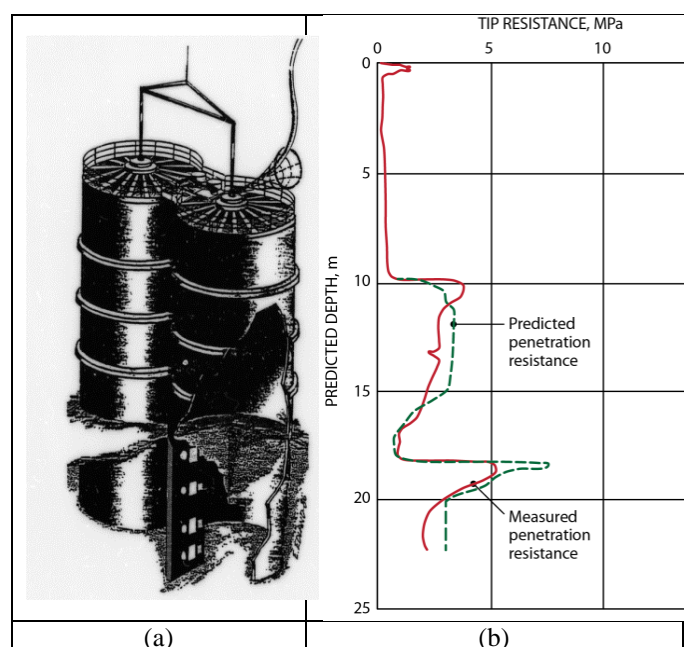 TIP RESISTANCE, MPa
0 5 10
0
5
10
15
20
25
PREDICTED DEPTH, m
Predicted
penetration
resistance
Measured
penetration
resistance
(a) (b)